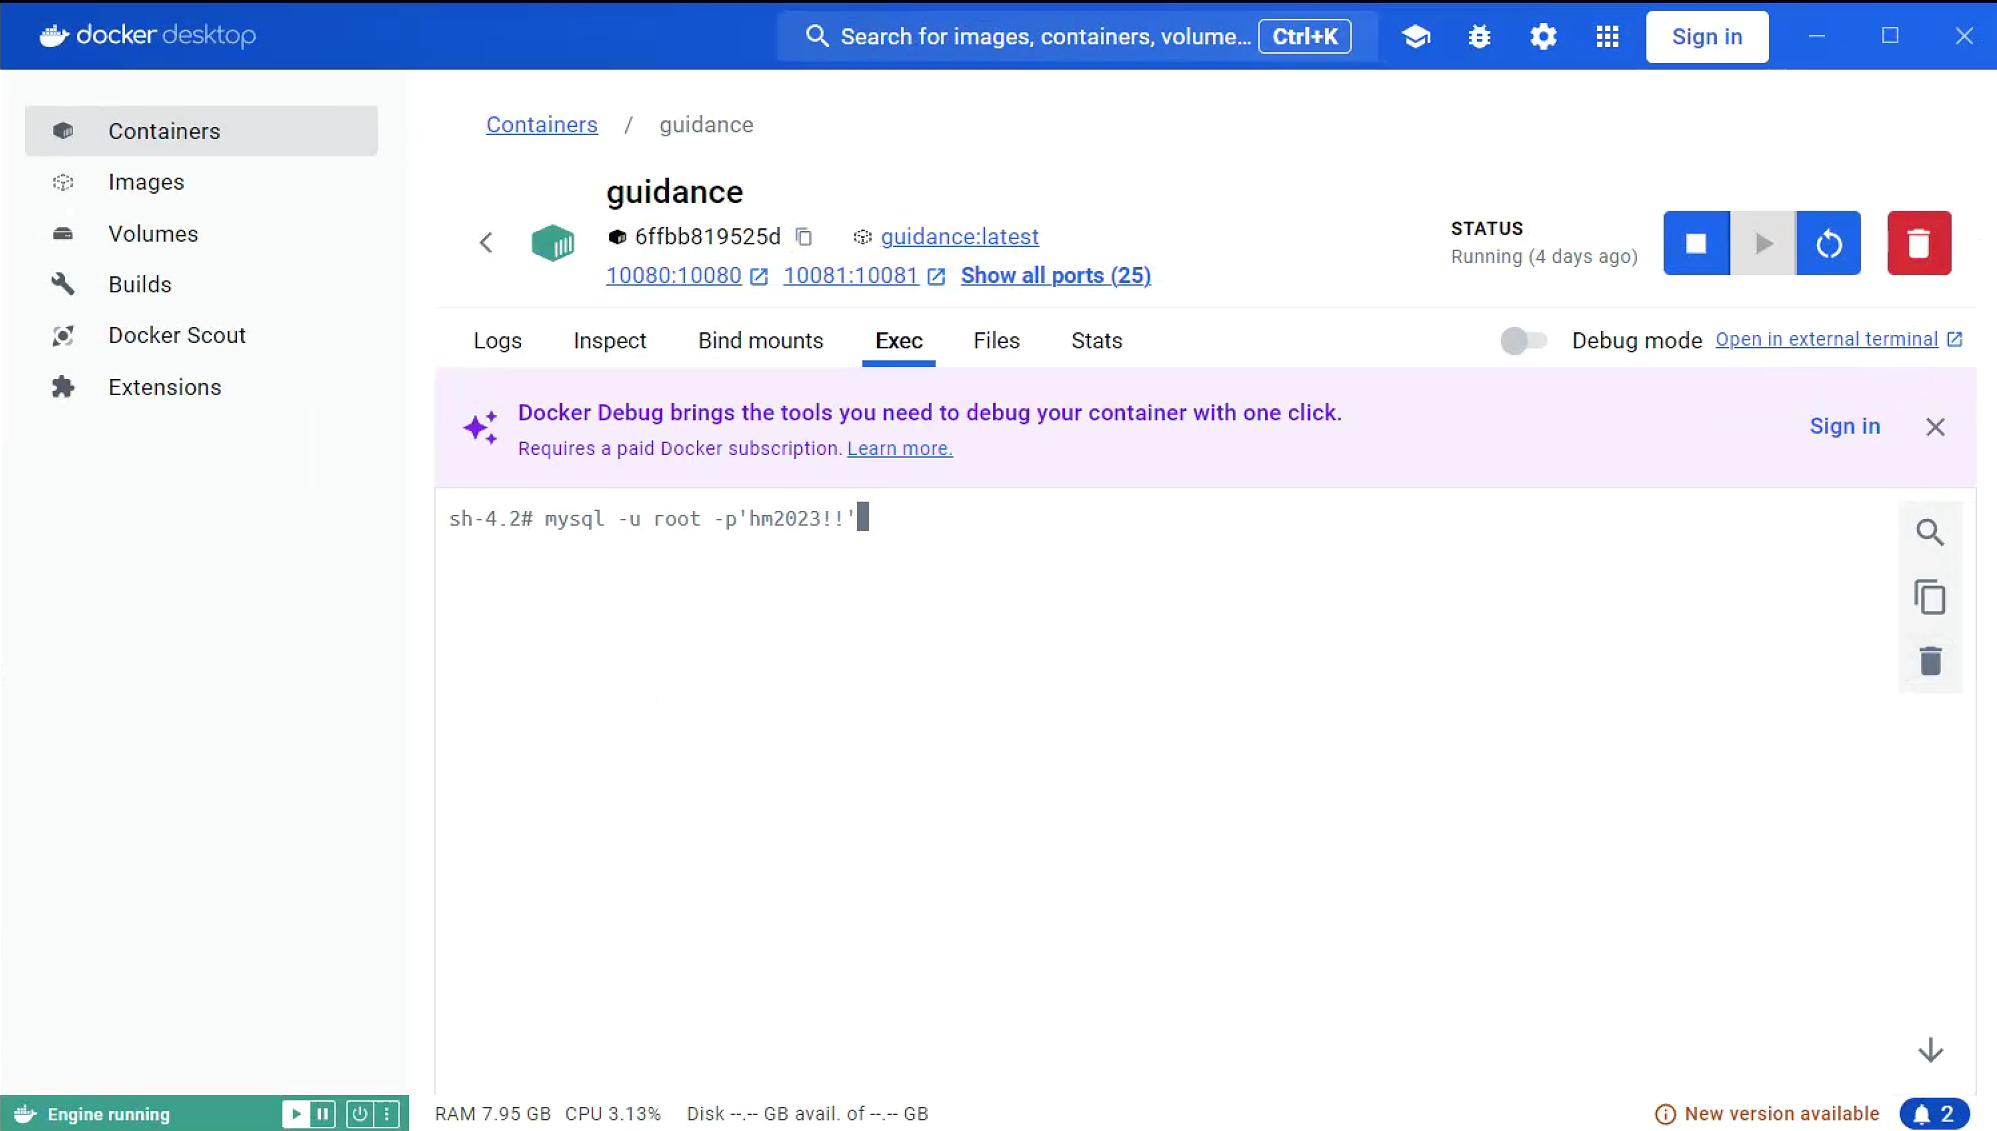 docker desktop
Search for images, containers, volume... Ctrl+K
Sign in
Containers
Images
Volumes
Builds
Docker Scout
Extensions
Containers / guidance
guidance
6ffbb819525d guidance:latest
10080:10080 10081:10081 Show all ports (25)
STATUS
Running (4 days ago)
Logs Inspect Bind mounts Exec Files Stats
Debug mode Open in external terminal
Docker Debug brings the tools you need to debug your container with one click.
Requires a paid Docker subscription. Learn more.
Sign in
sh-4.2# mysql -u root -p'hm2023!!'
Engine running
RAM 7.95 GB CPU 3.13% Disk --.-- GB avail. of --.-- GB
New version available
2